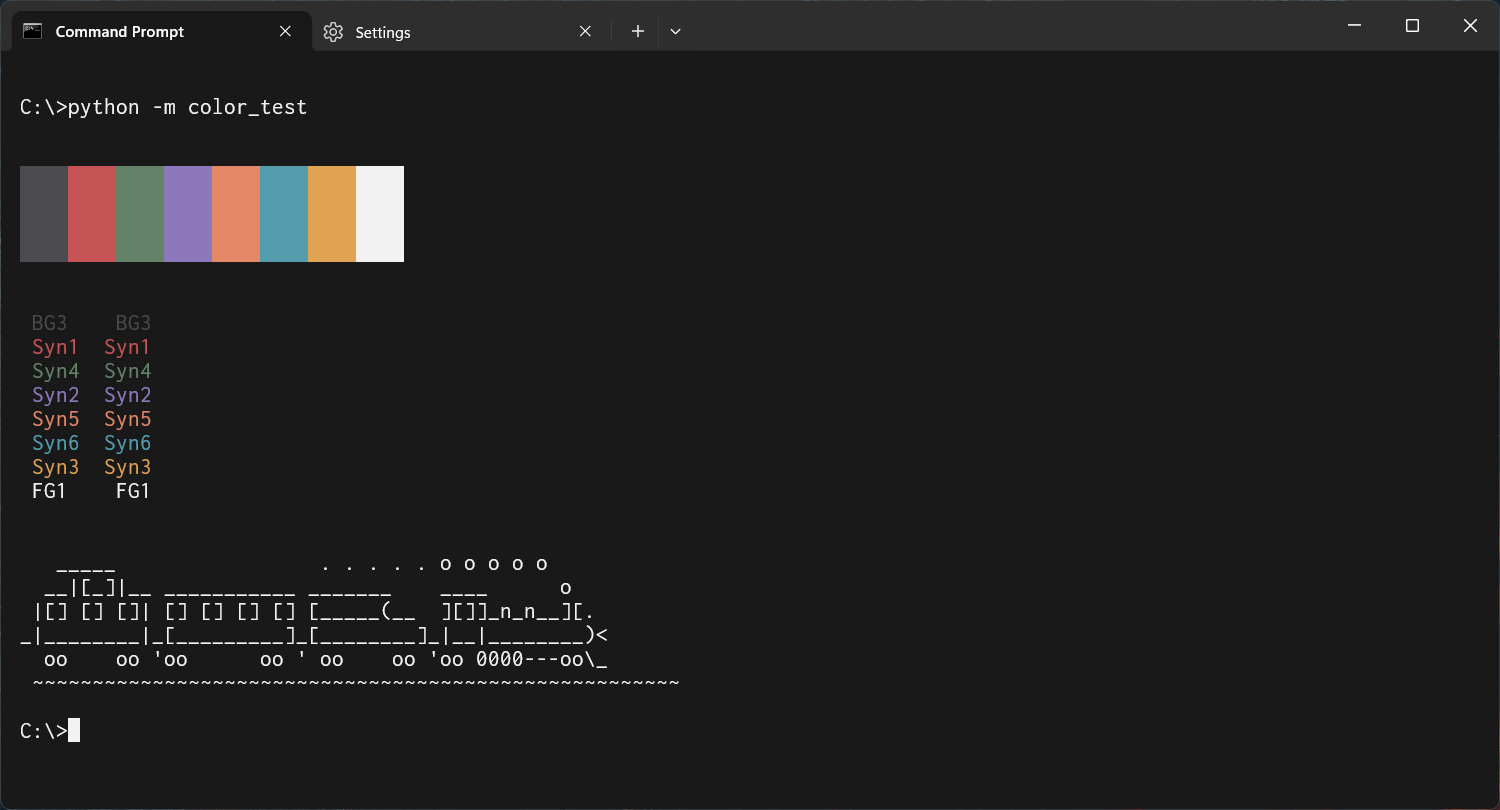 Command Prompt
Settings
C:\>python -m color_test
 BG3    BG3
 Syn1  Syn1
 Syn4  Syn4
 Syn2  Syn2
 Syn5  Syn5
 Syn6  Syn6
 Syn3  Syn3
 FG1    FG1
   _____                 . . . . . o o o o o
  __|[_]|__ ___________ _______    ____      o
 |[] [] []| [] [] [] [] [_____(__  ][]]_n_n__][.
_|________|_[_________]_[________]_|__|________)<
  oo    oo 'oo      oo ' oo    oo 'oo 0000---oo\_
 ~~~~~~~~~~~~~~~~~~~~~~~~~~~~~~~~~~~~~~~~~~~~~~~~~~~~~~
C:\>